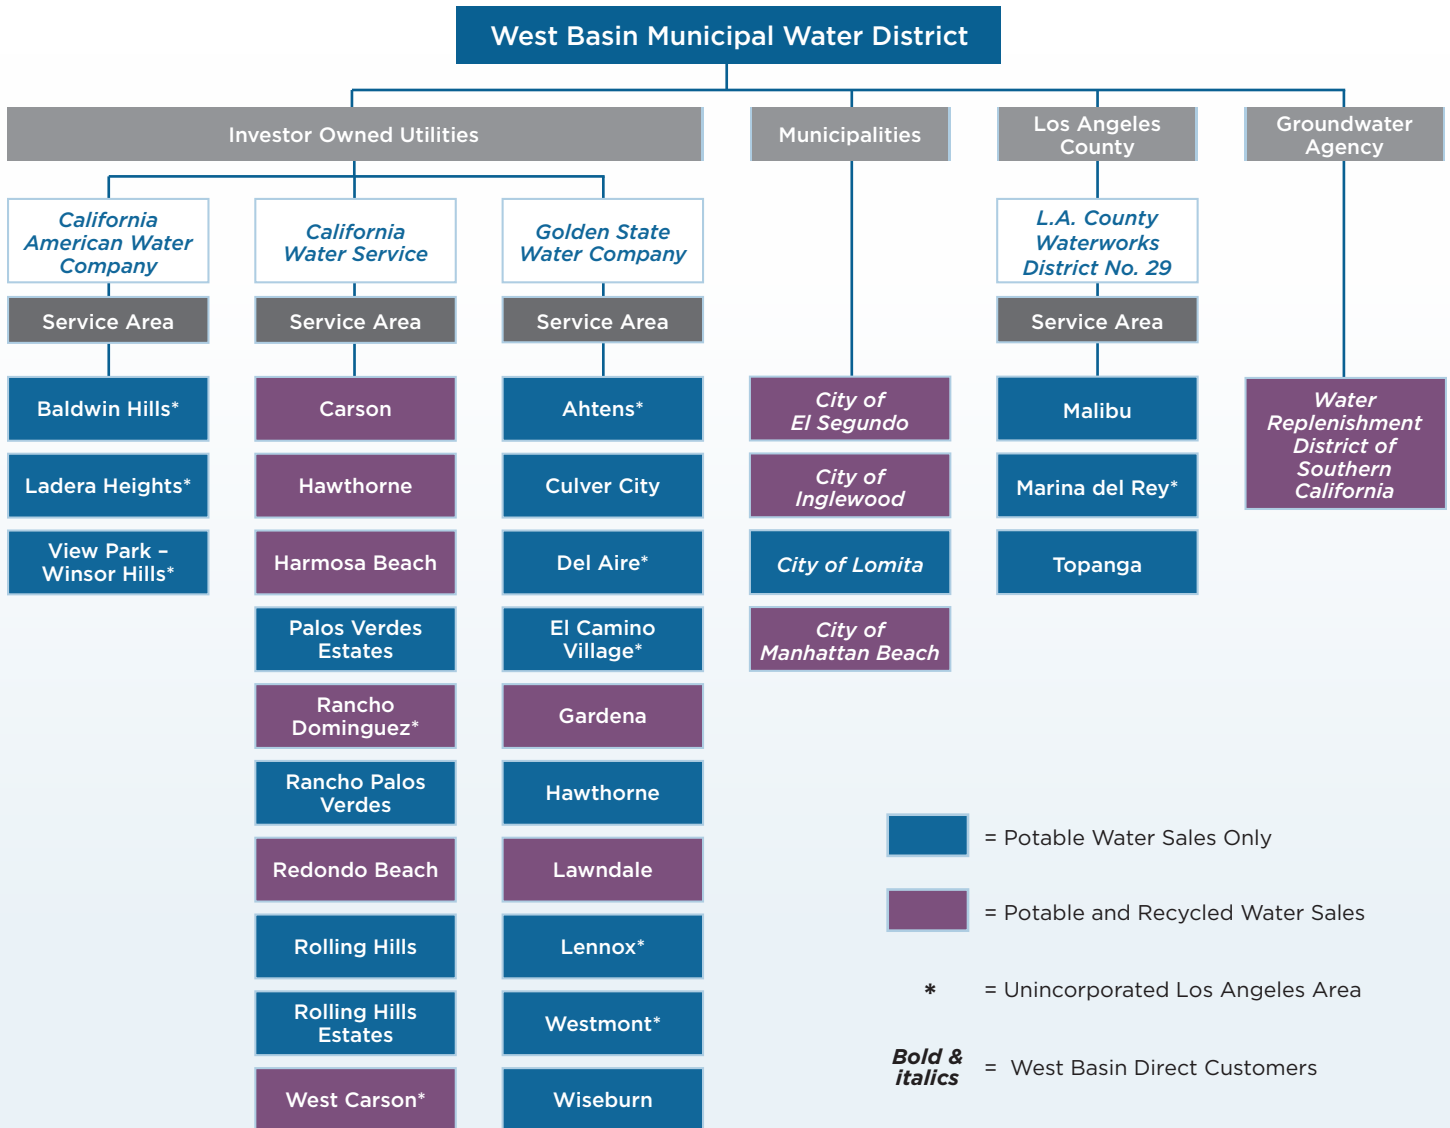 West Basin Municipal Water District
Investor Owned Utilities
Municipalities
Los Angeles
County
Groundwater
Agency
California
American Water
Company
California
Water Service
Golden State
Water Company
L.A. County
Waterworks
District No. 29
Service Area
Service Area
Service Area
Service Area
Baldwin Hills*
Ladera Heights*
View Park –
Winsor Hills*
Carson
Hawthorne
Harmosa Beach
Palos Verdes
Estates
Rancho
Dominguez*
Rancho Palos
Verdes
Redondo Beach
Rolling Hills
Rolling Hills
Estates
West Carson*
Ahtens*
Culver City
Del Aire*
El Camino
Village*
Gardena
Hawthorne
Lawndale
Lennox*
Westmont*
Wiseburn
City of
El Segundo
City of
Inglewood
City of Lomita
City of
Manhattan Beach
Malibu
Marina del Rey*
Topanga
Water
Replenishment
District of
Southern
California
= Potable Water Sales Only
= Potable and Recycled Water Sales
* = Unincorporated Los Angeles Area
Bold &
italics = West Basin Direct Customers